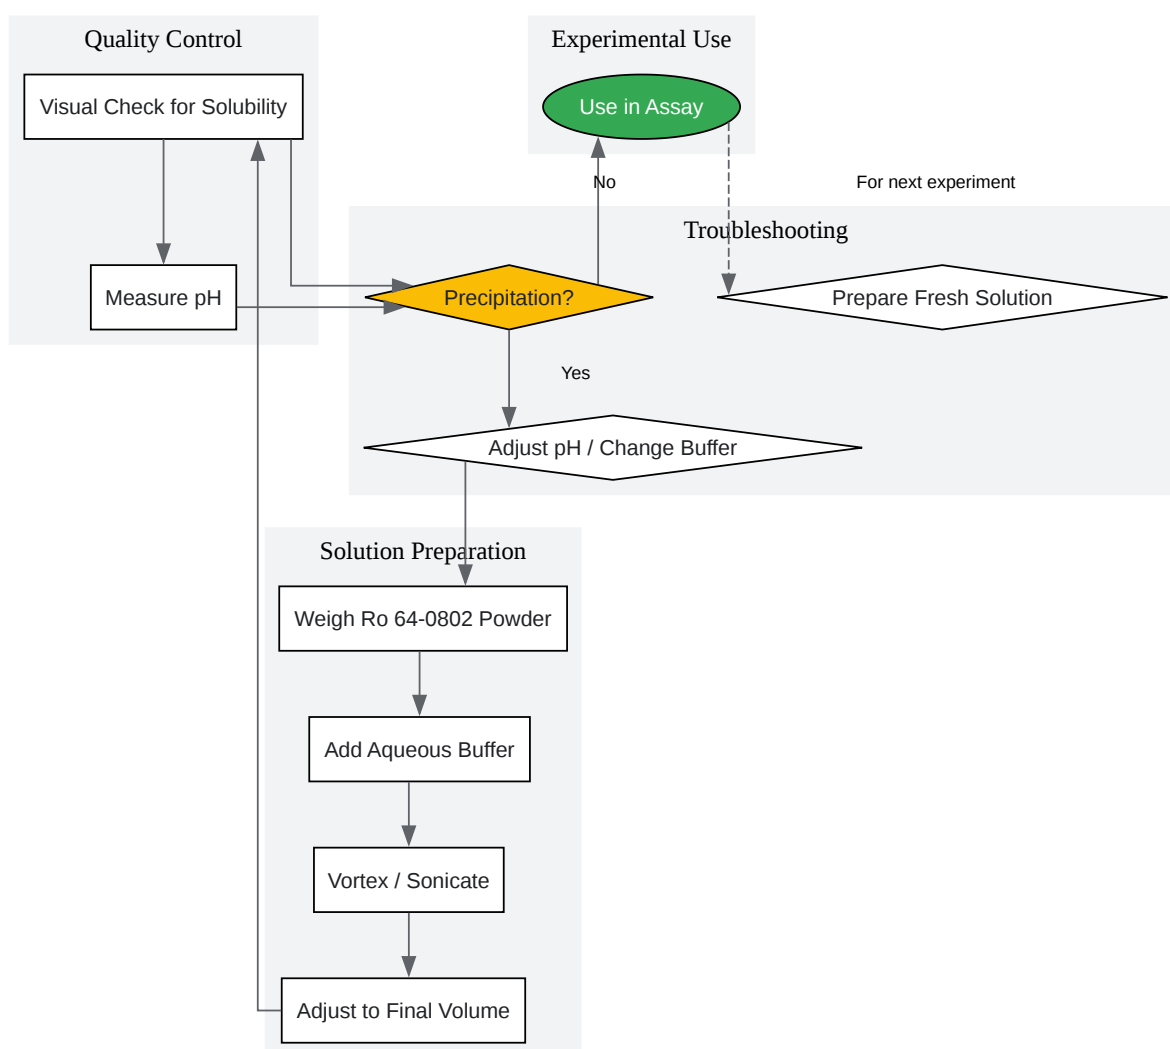 Quality Control
Experimental Use
Visual Check for Solubility
Use in Assay
No
For next experiment
Troubleshooting
Measure pH
Precipitation?
Prepare Fresh Solution
Yes
Adjust pH / Change Buffer
Solution Preparation
Weigh Ro 64-0802 Powder
Add Aqueous Buffer
Vortex / Sonicate
Adjust to Final Volume